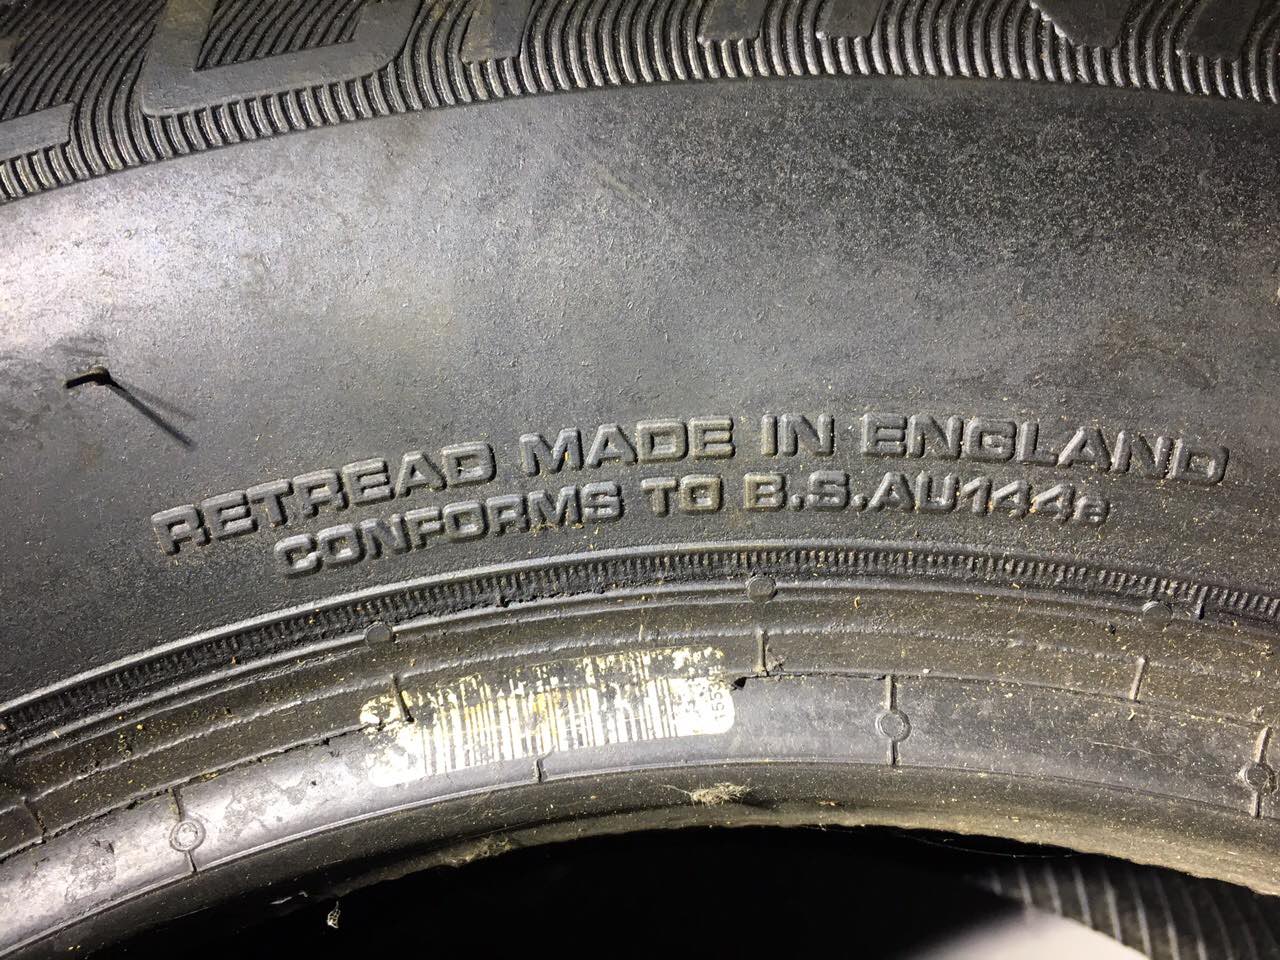 RETREAD MADE IN ENGLAND
CONFORMS TO B.S.AU144e